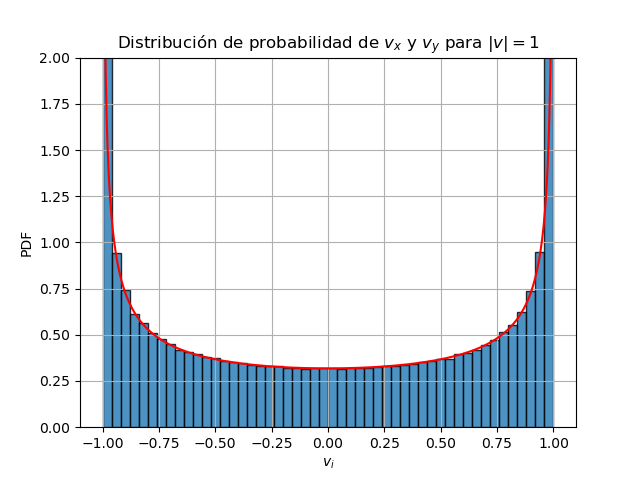 Distribución de probabilidad de $v_x$ y $v_y$ para $|v| = 1$
2.00
1.75
1.50
1.25
1.00
0.75
0.50
0.25
0.00
PDF
−1.00 −0.75 −0.50 −0.25 0.00 0.25 0.50 0.75 1.00
$v_i$